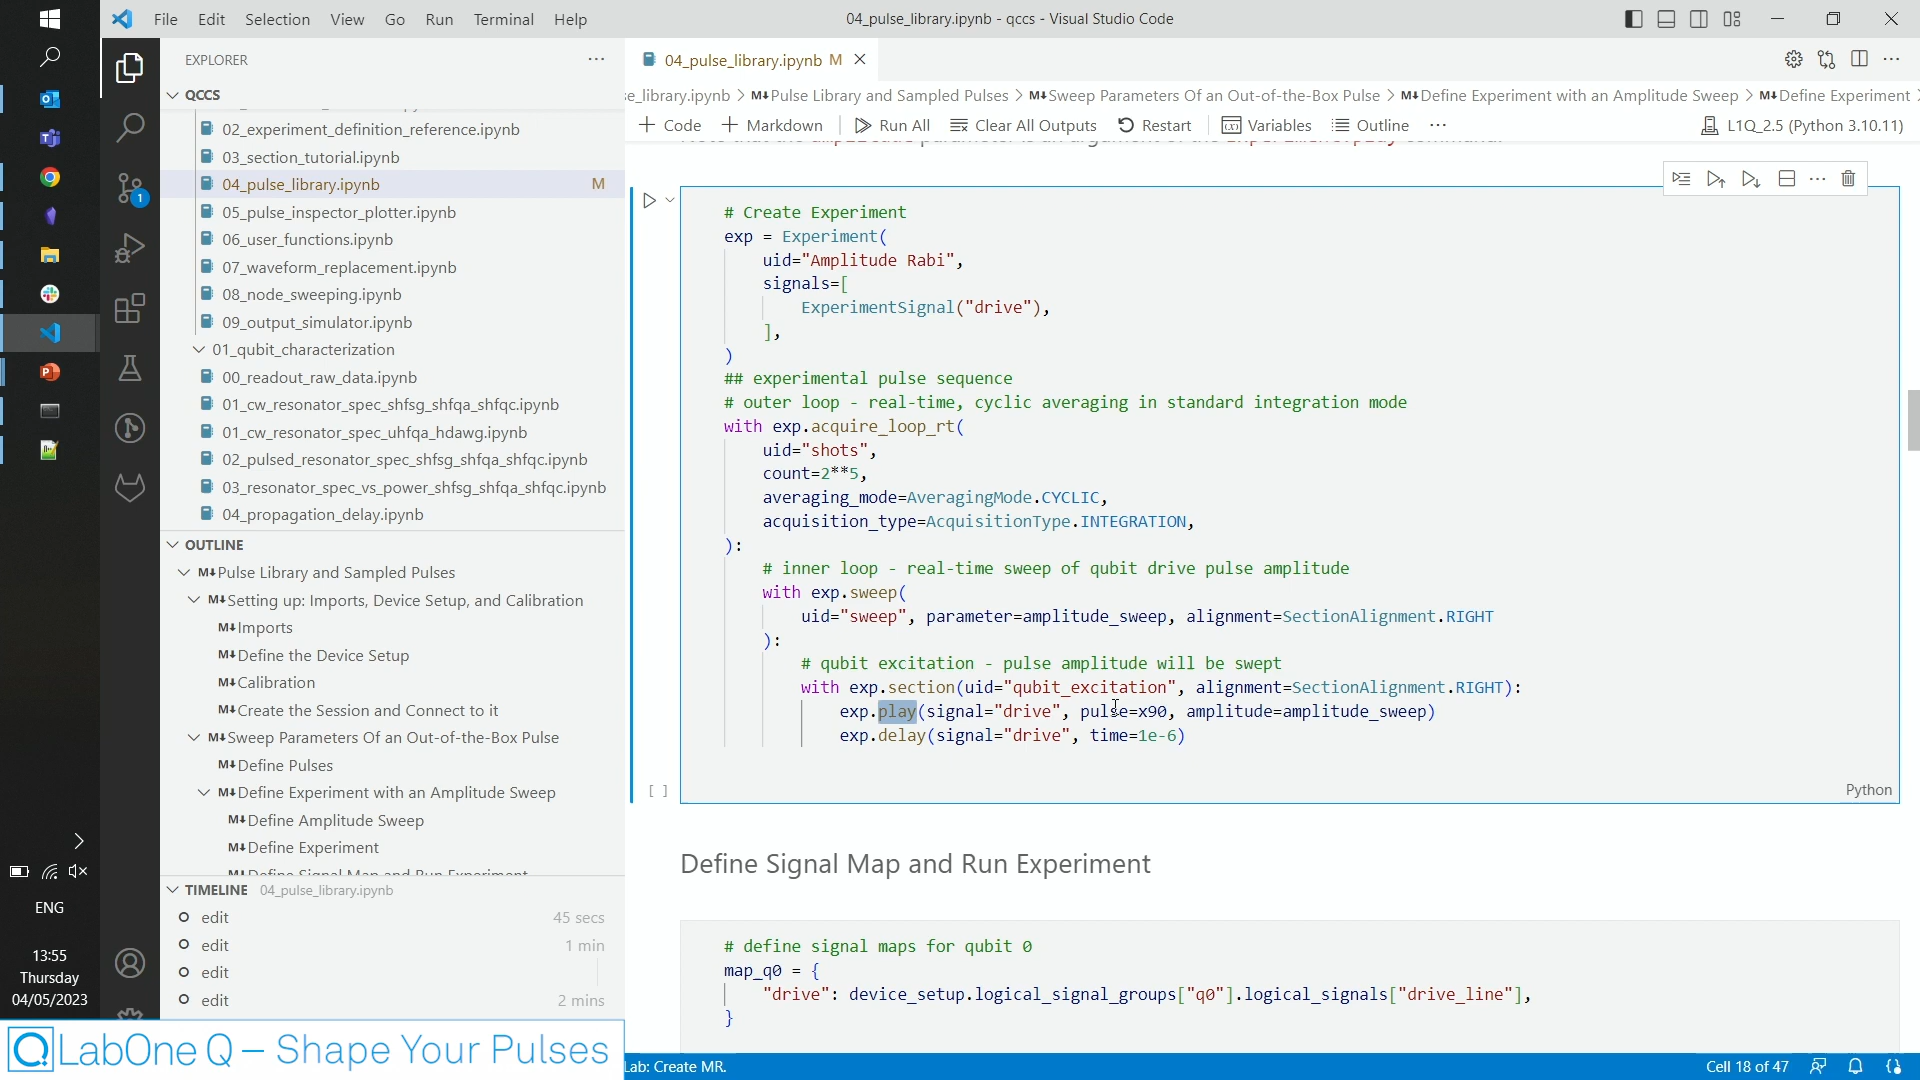 File Edit Selection View Go Run Terminal Help
04_pulse_library.ipynb - qccs - Visual Studio Code
EXPLORER
QCCS
02_experiment_definition_reference.ipynb
03_section_tutorial.ipynb
04_pulse_library.ipynb M
05_pulse_inspector_plotter.ipynb
06_user_functions.ipynb
07_waveform_replacement.ipynb
08_node_sweeping.ipynb
09_output_simulator.ipynb
01_qubit_characterization
00_readout_raw_data.ipynb
01_cw_resonator_spec_shfsg_shfqa_shfqc.ipynb
01_cw_resonator_spec_uhfqa_hdawg.ipynb
02_pulsed_resonator_spec_shfsg_shfqa_shfqc.ipynb
03_resonator_spec_vs_power_shfsg_shfqa_shfqc.ipynb
04_propagation_delay.ipynb
OUTLINE
M↓Pulse Library and Sampled Pulses
M↓Setting up: Imports, Device Setup, and Calibration
M↓Imports
M↓Define the Device Setup
M↓Calibration
M↓Create the Session and Connect to it
M↓Sweep Parameters Of an Out-of-the-Box Pulse
M↓Define Pulses
M↓Define Experiment with an Amplitude Sweep
M↓Define Amplitude Sweep
M↓Define Experiment
M↓Define Signal Map and Run Experiment
TIMELINE 04_pulse_library.ipynb
edit 45 secs
edit 1 min
edit
edit 2 mins
1
ENG
13:55
Thursday
04/05/2023
LabOne Q – Shape Your Pulses
04_pulse_library.ipynb M
e_library.ipynb > M↓Pulse Library and Sampled Pulses > M↓Sweep Parameters Of an Out-of-the-Box Pulse > M↓Define Experiment with an Amplitude Sweep > M↓Define Experiment
+ Code + Markdown Run All Clear All Outputs Restart Variables Outline ··· L1Q_2.5 (Python 3.10.11)
# Create Experiment
exp = Experiment(
uid="Amplitude Rabi",
signals=[
ExperimentSignal("drive"),
],
)
## experimental pulse sequence
# outer loop - real-time, cyclic averaging in standard integration mode
with exp.acquire_loop_rt(
uid="shots",
count=2**5,
averaging_mode=AveragingMode.CYCLIC,
acquisition_type=AcquisitionType.INTEGRATION,
):
# inner loop - real-time sweep of qubit drive pulse amplitude
with exp.sweep(
uid="sweep", parameter=amplitude_sweep, alignment=SectionAlignment.RIGHT
):
# qubit excitation - pulse amplitude will be swept
with exp.section(uid="qubit_excitation", alignment=SectionAlignment.RIGHT):
exp.play(signal="drive", pulse=x90, amplitude=amplitude_sweep)
exp.delay(signal="drive", time=1e-6)
[ ] Python
Define Signal Map and Run Experiment
# define signal maps for qubit 0
map_q0 = {
"drive": device_setup.logical_signal_groups["q0"].logical_signals["drive_line"],
}
Lab: Create MR.
Cell 18 of 47